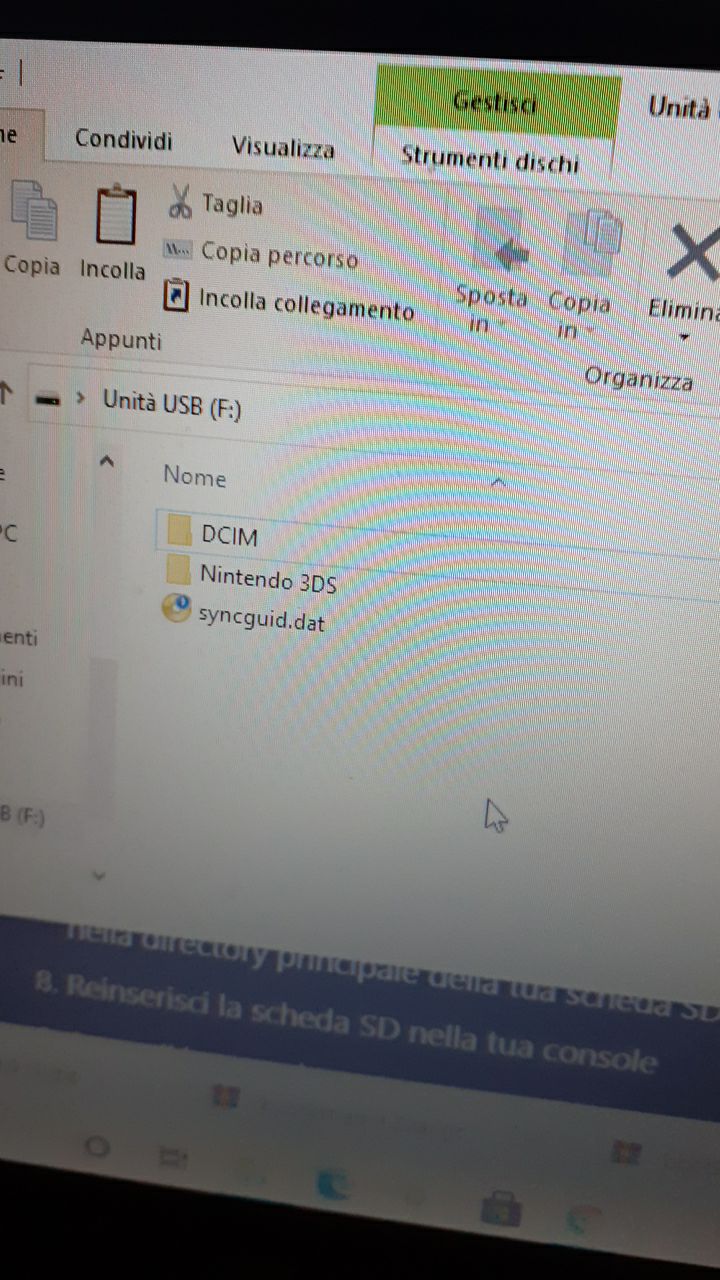 Gestisci
Unità
Condividi
Visualizza
Strumenti dischi
Copia
Incolla
Taglia
Copia percorso
Incolla collegamento
Sposta
in
Copia
in
Elimina
Appunti
Organizza
Unità USB (F:)
Nome
DCIM
Nintendo 3DS
syncguid.dat
PC
enti
ini
B (F:)
nella directory principale della tua scheda SD
8. Reinserisci la scheda SD nella tua console